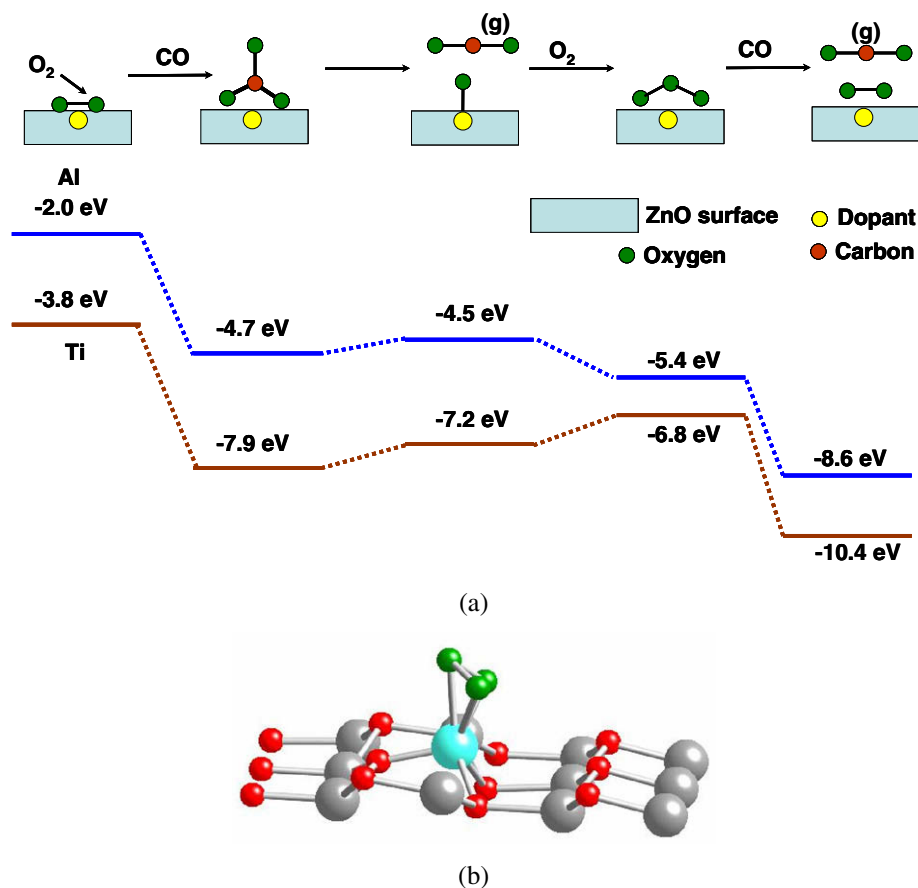 (g)
(g)
O₂
CO
O₂
CO
Al
-2.0 eV
ZnO surface
Dopant
Oxygen
Carbon
-3.8 eV
Ti
-4.7 eV
-4.5 eV
-5.4 eV
-7.9 eV
-7.2 eV
-6.8 eV
-8.6 eV
-10.4 eV
(a)
(b)